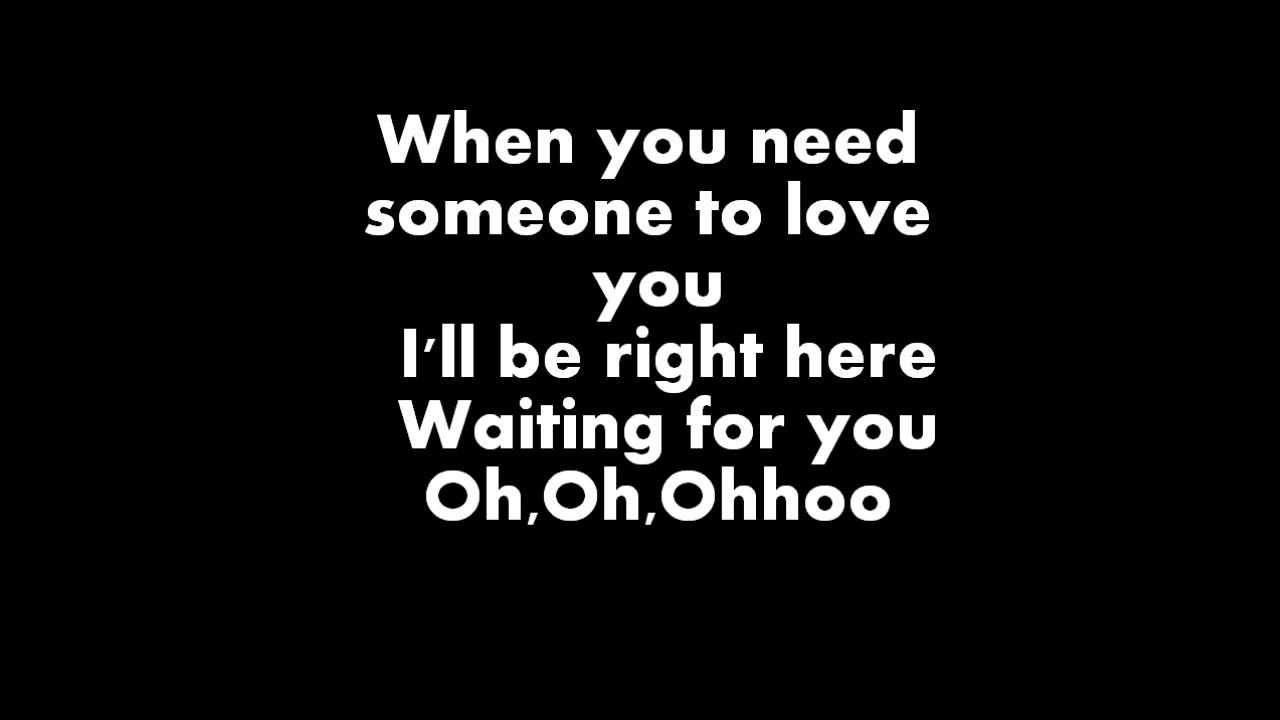 When you need
someone to love
you
I'll be right here
Waiting for you
Oh,Oh,Ohhoo